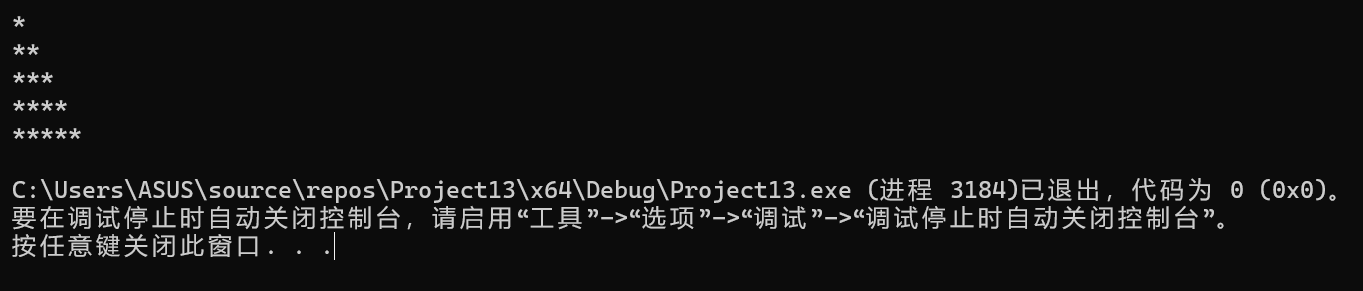 *
**
***
****
*****
C:\Users\ASUS\source\repos\Project13\x64\Debug\Project13.exe (进程 3184)已退出，代码为 0 (0x0)。
要在调试停止时自动关闭控制台，请启用“工具”->“选项”->“调试”->“调试停止时自动关闭控制台”。
按任意键关闭此窗口. . .